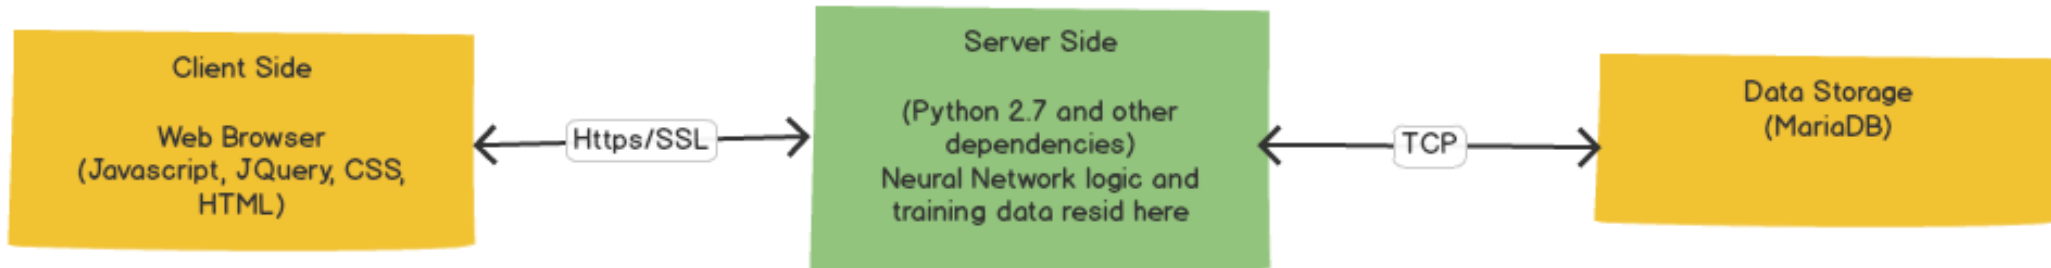 Client Side
Web Browser
(Javascript, JQuery, CSS,
HTML)
Https/SSL
Server Side
(Python 2.7 and other
dependencies)
Neural Network logic and
training data resid here
TCP
Data Storage
(MariaDB)